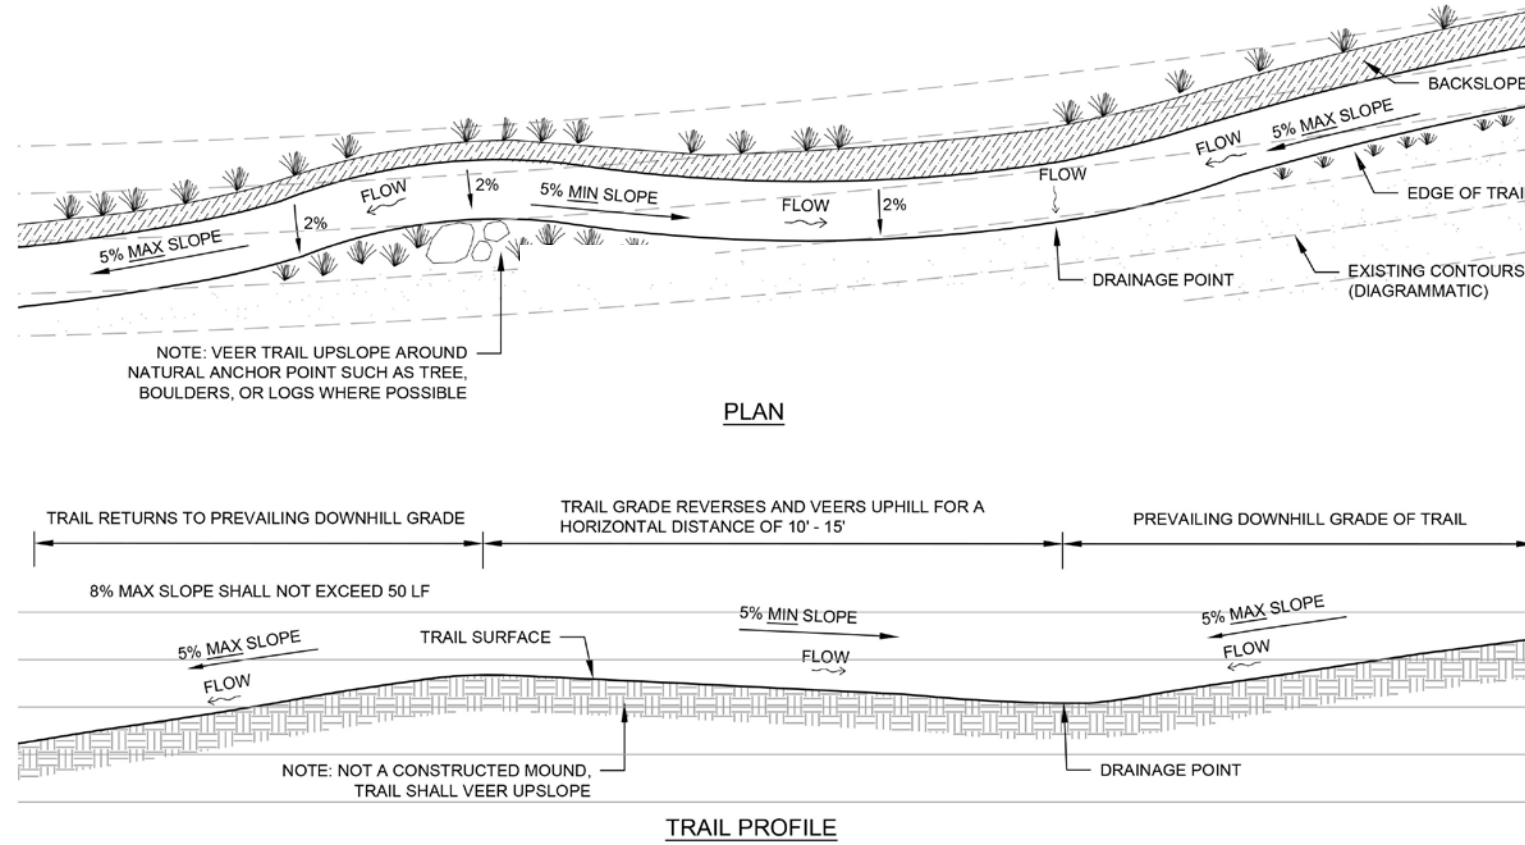 BACKSLOPE
5% MAX SLOPE
FLOW
FLOW
EDGE OF TRAI
FLOW
2%
5% MIN SLOPE
FLOW
2%
2%
5% MAX SLOPE
DRAINAGE POINT
EXISTING CONTOURS
(DIAGRAMMATIC)
NOTE: VEER TRAIL UPSLOPE AROUND
NATURAL ANCHOR POINT SUCH AS TREE,
BOULDERS, OR LOGS WHERE POSSIBLE
PLAN
TRAIL RETURNS TO PREVAILING DOWNHILL GRADE
TRAIL GRADE REVERSES AND VEERS UPHILL FOR A
HORIZONTAL DISTANCE OF 10' - 15'
PREVAILING DOWNHILL GRADE OF TRAIL
8% MAX SLOPE SHALL NOT EXCEED 50 LF
5% MAX SLOPE
FLOW
TRAIL SURFACE
5% MIN SLOPE
FLOW
5% MAX SLOPE
FLOW
NOTE: NOT A CONSTRUCTED MOUND,
TRAIL SHALL VEER UPSLOPE
DRAINAGE POINT
TRAIL PROFILE